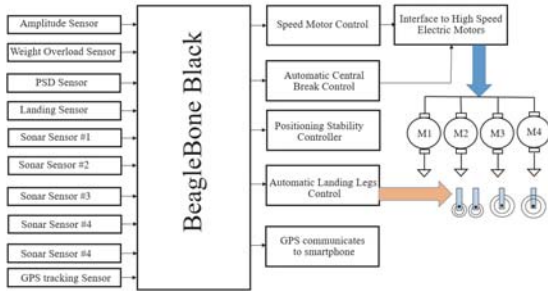 Amplitude Sensor
Weight Overload Sensor
PSD Sensor
Landing Sensor
Sonar Sensor #1
Sonar Sensor #2
Sonar Sensor #3
Sonar Sensor #4
Sonar Sensor #4
GPS tracking Sensor
BeagleBone Black
Speed Motor Control
Automatic Central
Break Control
Positioning Stability
Controller
Automatic Landing Legs
Control
GPS communicates
to smartphone
Interface to High Speed
Electric Motors
M1
M2
M3
M4